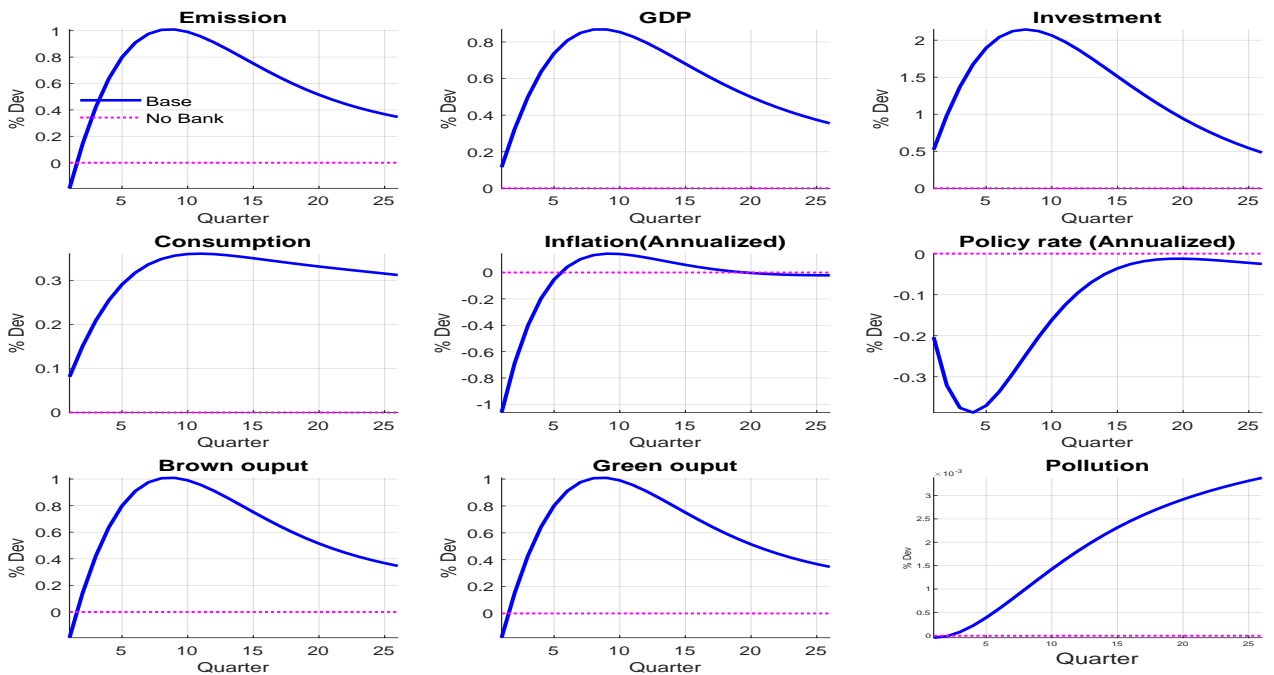 Emission
GDP
Investment
1
0.8
0.6
0.4
0.2
0
% Dev
Base
No Bank
5 10 15 20 25
Quarter
0.8
0.6
0.4
0.2
0
% Dev
5 10 15 20 25
Quarter
2
1.5
1
0.5
0
% Dev
5 10 15 20 25
Quarter
Consumption
Inflation(Annualized)
Policy rate (Annualized)
0.3
0.2
0.1
0
% Dev
5 10 15 20 25
Quarter
0
-0.2
-0.4
-0.6
-0.8
-1
% Dev
5 10 15 20 25
Quarter
0
-0.1
-0.2
-0.3
% Dev
5 10 15 20 25
Quarter
Brown ouput
Green ouput
Pollution
1
0.8
0.6
0.4
0.2
0
% Dev
5 10 15 20 25
Quarter
1
0.8
0.6
0.4
0.2
0
% Dev
5 10 15 20 25
Quarter
× 10-3
3
2.5
2
1.5
1
0.5
0
% Dev
5 10 15 20 25
Quarter